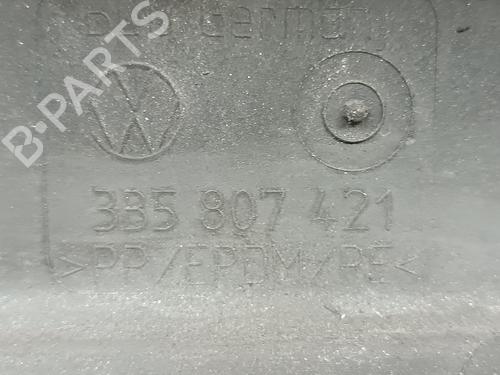 germany
3B5 807 421
>PP/EPDM/PE<
B-PARTS